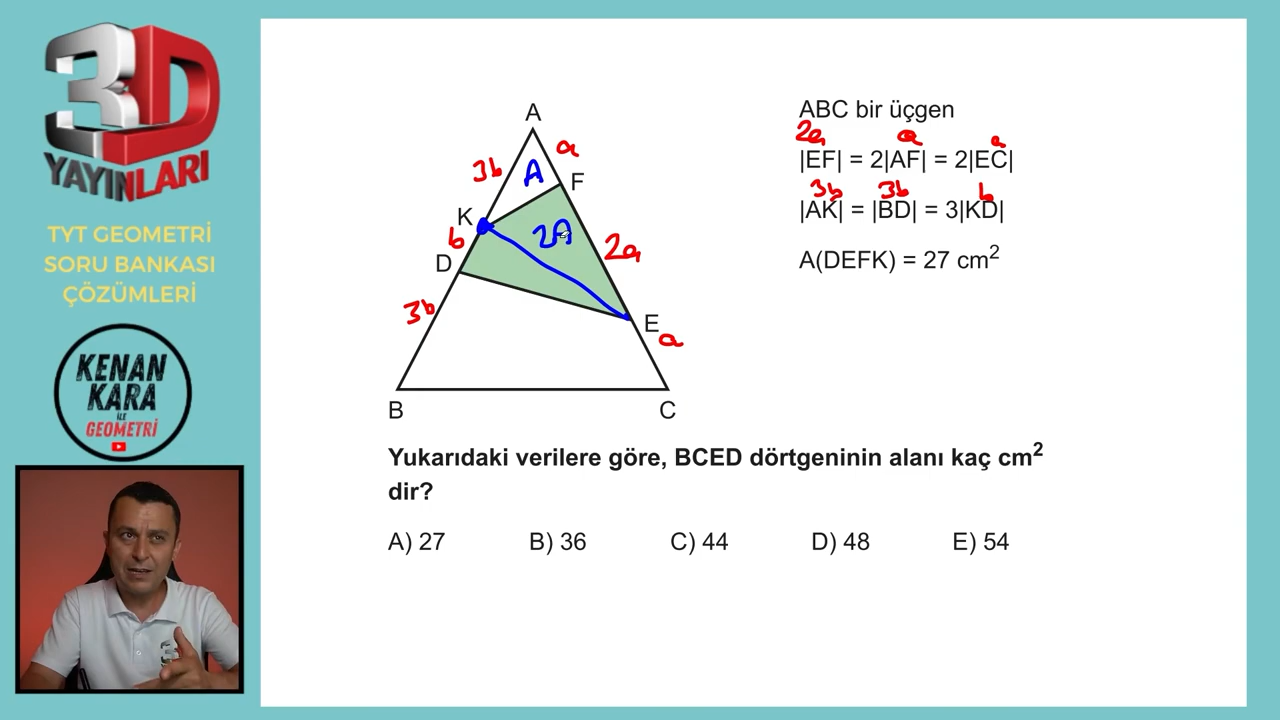 3D
YAYINLARI
TYT GEOMETRİ
SORU BANKASI
ÇÖZÜMLERİ
KENAN
KARA
İLE
GEOMETRİ
3D
A
3b
a
A
F
K
2A
b
2a
D
3b
E
a
B
C
ABC bir üçgen
2a a a
|EF| = 2|AF| = 2|EC|
3b 3b b
|AK| = |BD| = 3|KD|
A(DEFK) = 27 cm²
Yukarıdaki verilere göre, BCED dörtgeninin alanı kaç cm²
dir?
A) 27 B) 36 C) 44 D) 48 E) 54